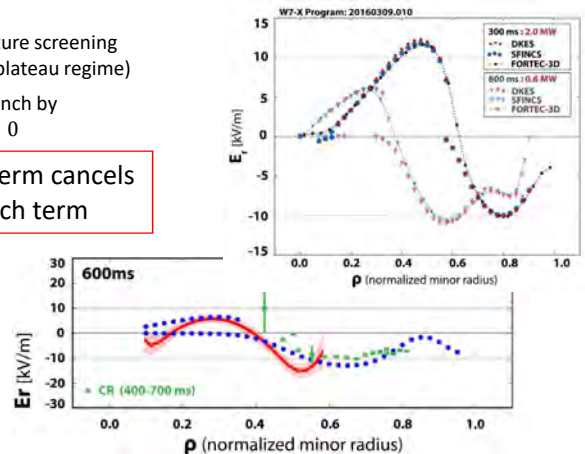 ture screening
plateau regime)
nch by
0
erm cancels
ch term
W7-X Program: 20160309.010
300 ms : 2.0 MW
DKES
SFINCS
FORTEC-3D
600 ms : 0.6 MW
DKES
SFINCS
FORTEC-3D
15
10
5
0
-5
-10
-15
Er [kV/m]
0.0
0.2
0.4
0.6
0.8
1.0
ρ (normalized minor radius)
600ms
30
20
10
0
-10
-20
-30
Er [kV/m]
CR (400-700 ms)
0.0
0.2
0.4
0.6
0.8
1.0
ρ (normalized minor radius)